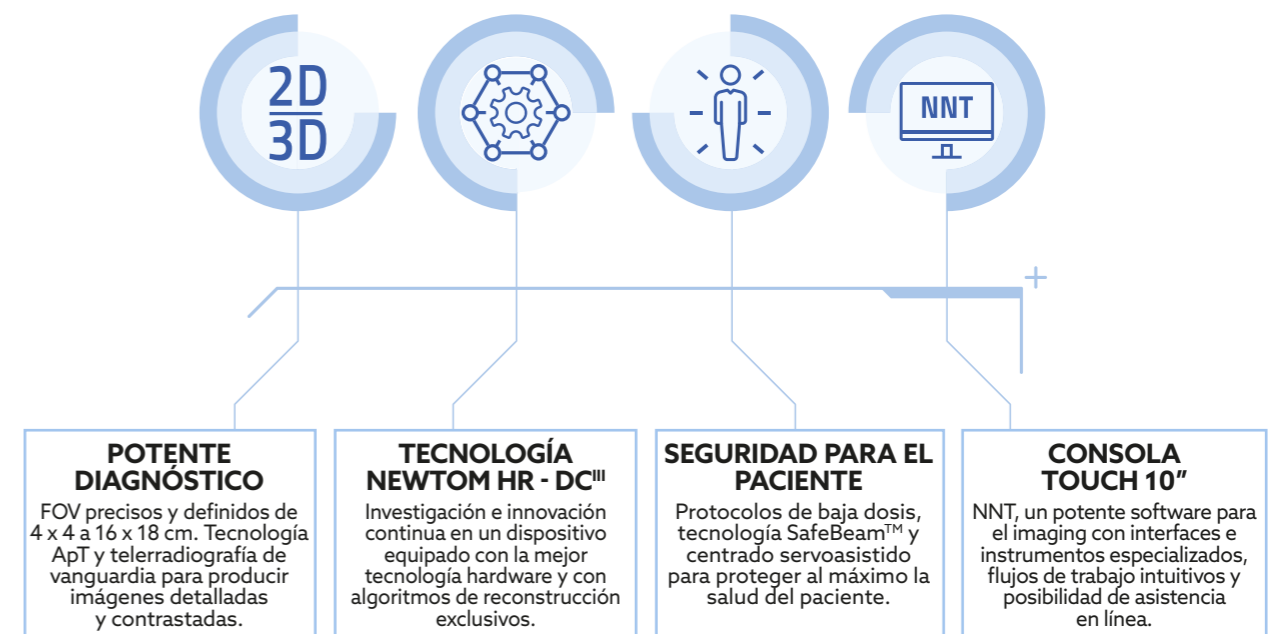 2D
3D
NNT
POTENTE
DIAGNÓSTICO
FOV precisos y definidos de
4 x 4 a 16 x 18 cm. Tecnología
ApT y telerradiografía de
vanguardia para producir
imágenes detalladas
y contrastadas.
TECNOLOGÍA
NEWTOM HR - DCᴵᴵᴵ
Investigación e innovación
continua en un dispositivo
equipado con la mejor
tecnología hardware y con
algoritmos de reconstrucción
exclusivos.
SEGURIDAD PARA EL
PACIENTE
Protocolos de baja dosis,
tecnología SafeBeam™ y
centrado servoasistido
para proteger al máximo la
salud del paciente.
CONSOLA
TOUCH 10”
NNT, un potente software para
el imaging con interfaces e
instrumentos especializados,
flujos de trabajo intuitivos y
posibilidad de asistencia
en línea.